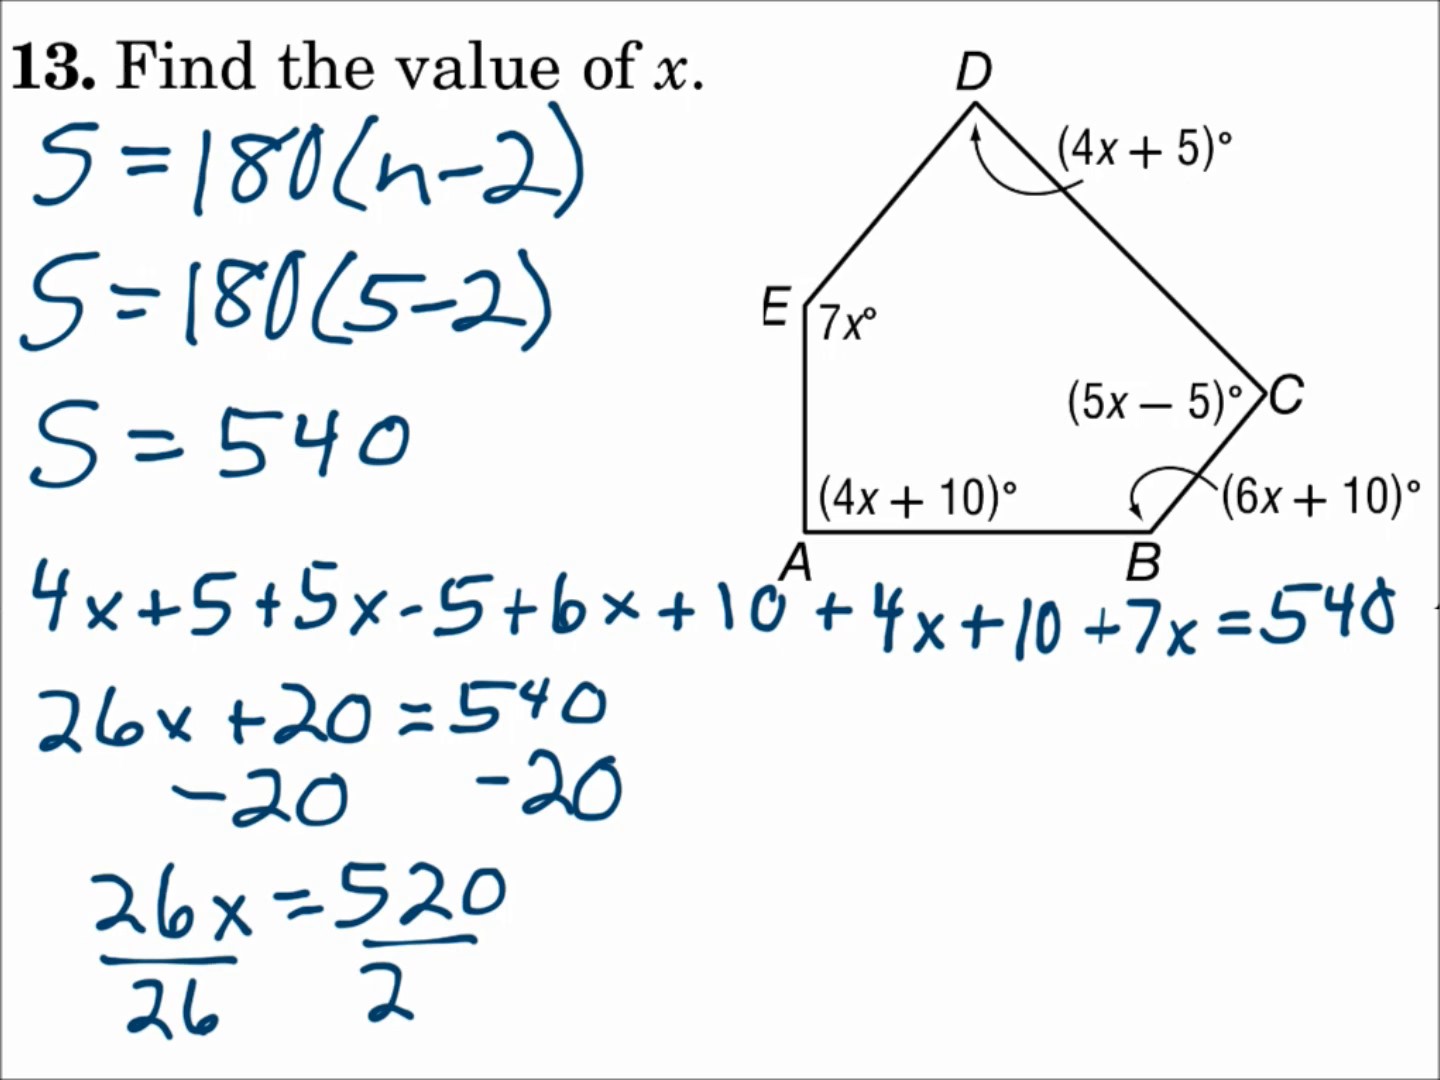 13. Find the value of x.
S = 180(n-2)
S = 180(5-2)
S = 540
D
(4x + 5)°
E
7x°
(5x – 5)°
C
(4x + 10)°
(6x + 10)°
A
B
4x+5+5x-5+6x+10+4x+10+7x=540
26x+20=540
-20 -20
26x=520
26 2